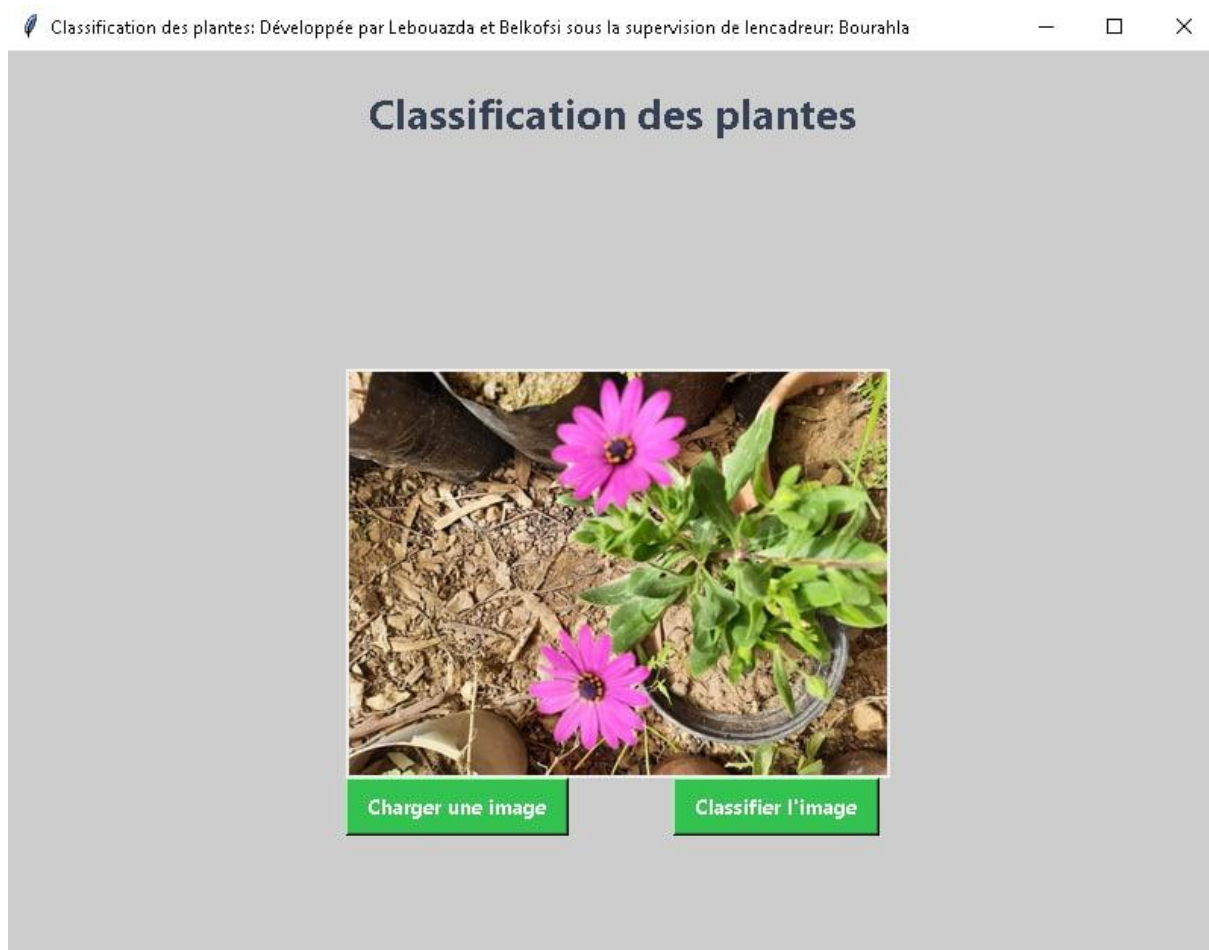 Classification des plantes: Développée par Lebouazda et Belkofsi sous la supervision de lencadreur: Bourahla
Classification des plantes
Charger une image
Classifier l'image